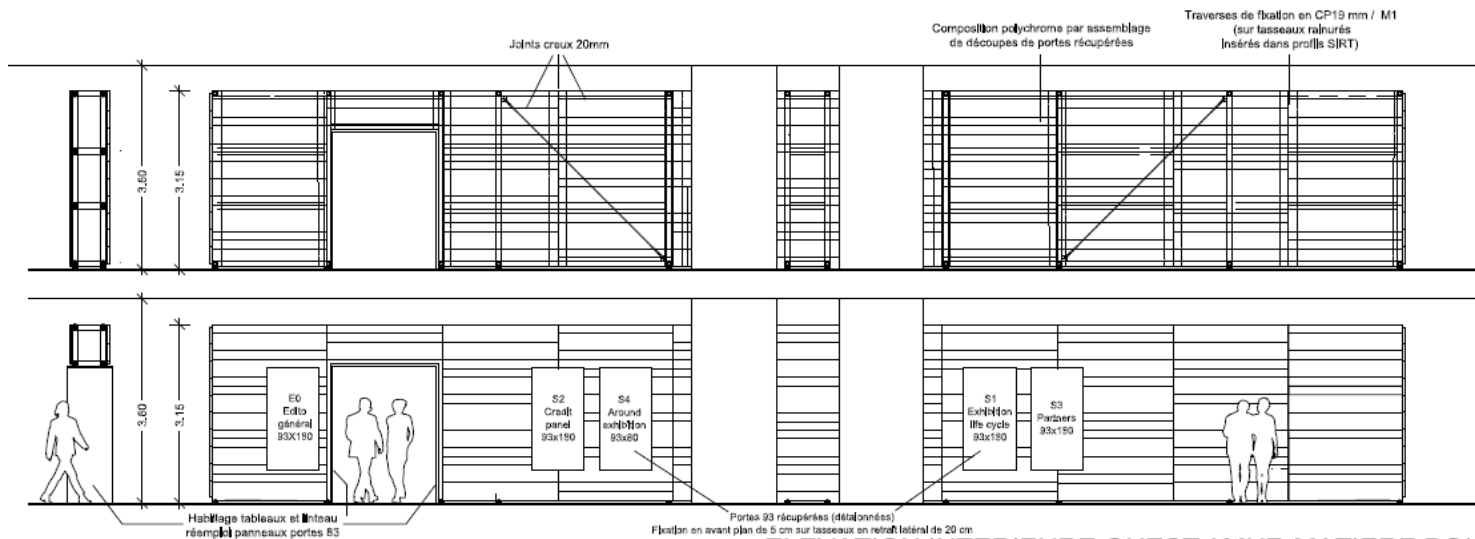 Joints creux 20mm
Composition polychrome par assemblage
de découpes de portes récupérées
Traverses de fixation en CP19 mm / M1
(sur tasseaux rainurés
insérés dans profils SIRT)
3.60
3.15
3.60
3.15
E0
Edito
général
93X190
S2
Credit
panel
93x190
S4
Around
exhibition
93x80
S1
Exhibition
life cycle
93x190
S3
Partners
93x190
Habillage tableaux et linteau
réemploi panneaux portes 83
Portes 93 récupérées (détalonnées)
Fixation en avant plan de 5 cm sur tasseaux en retrait latéral de 20 cm